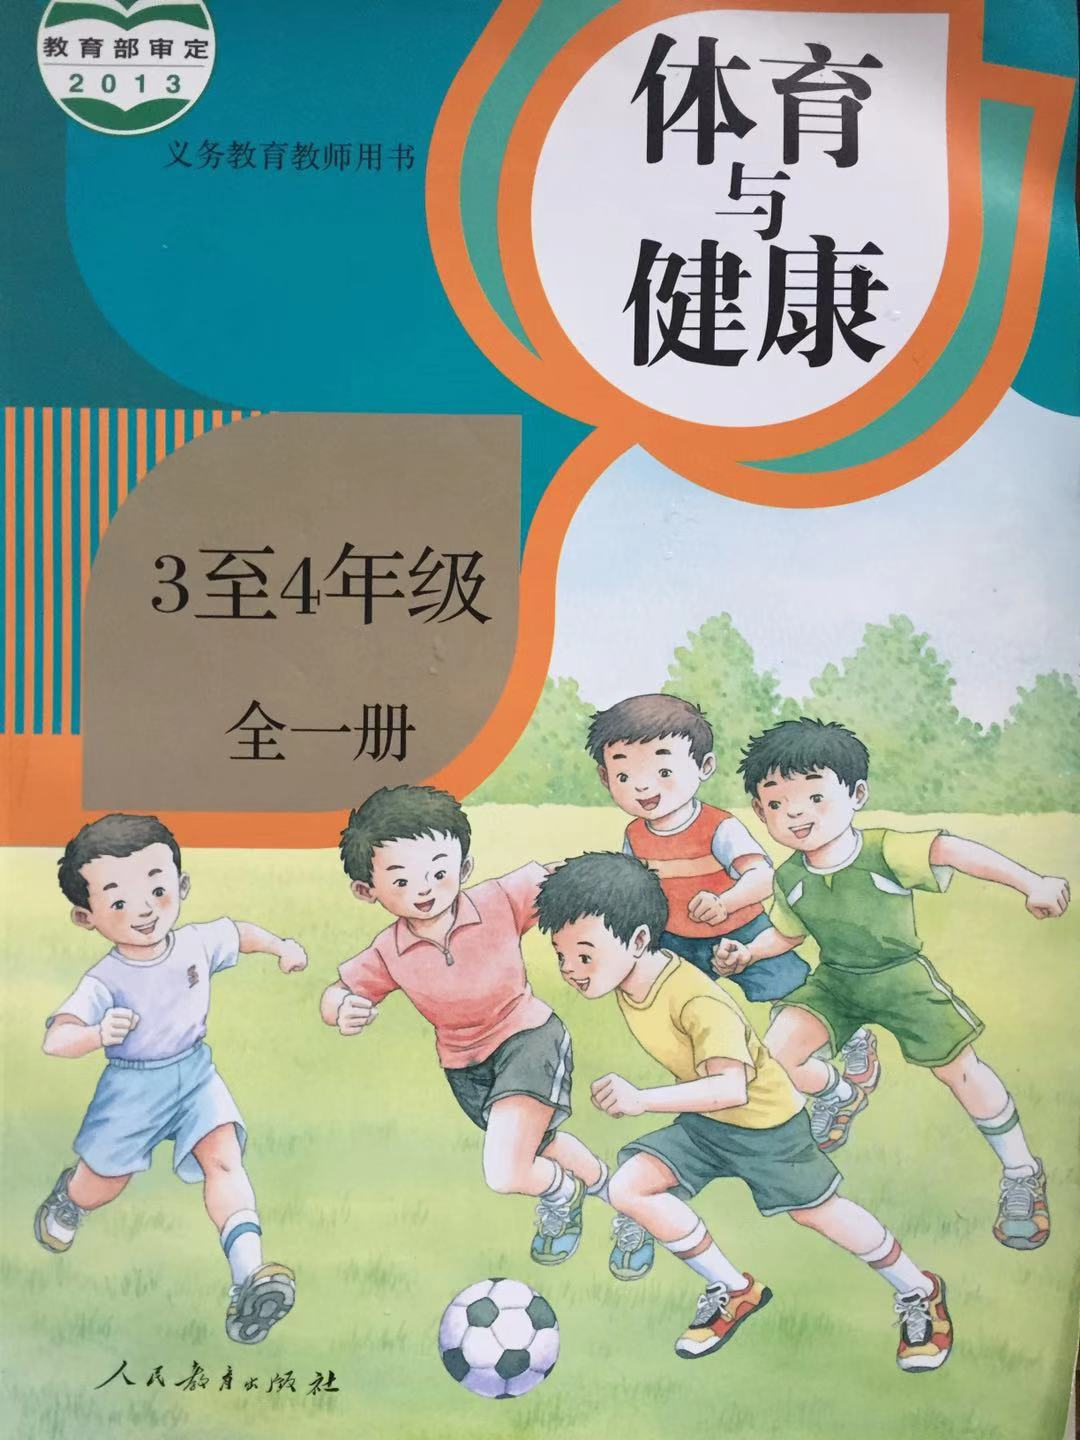 教育部审定
2013
义务教育教师用书
体育
与
健康
3至4年级
全一册
人民教育出版社